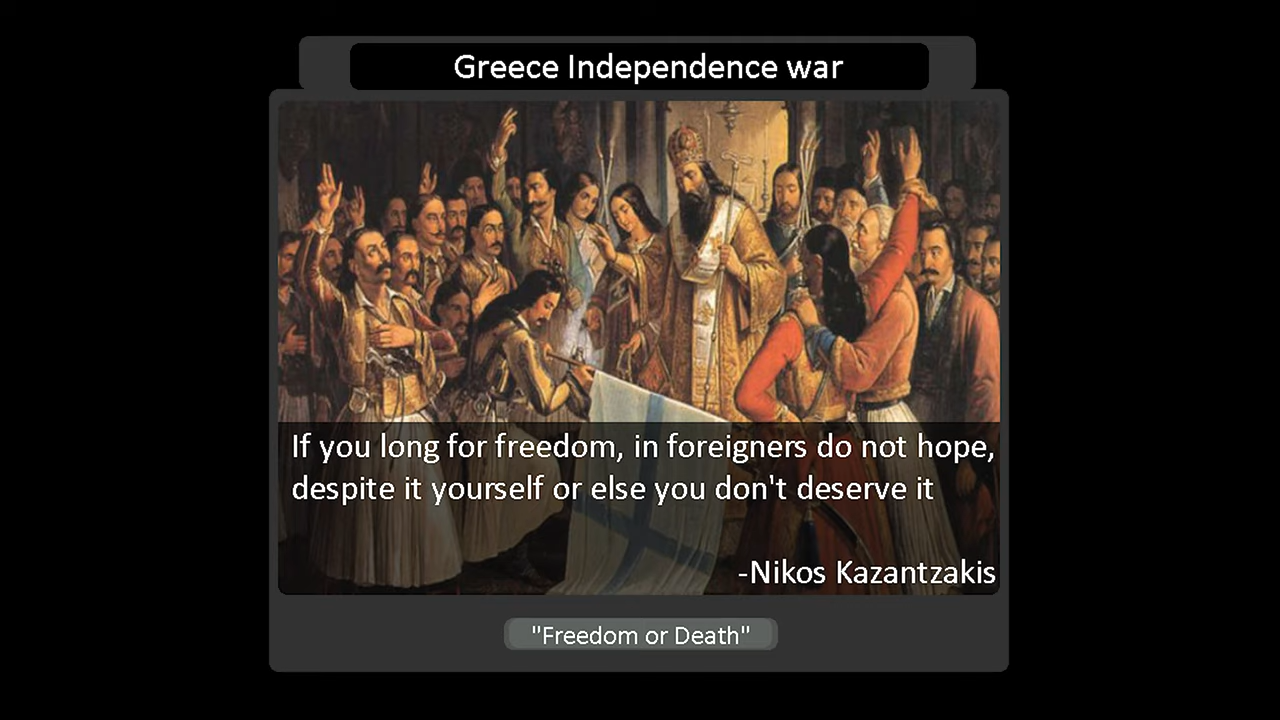 Greece Independence war
If you long for freedom, in foreigners do not hope,
despite it yourself or else you don't deserve it
-Nikos Kazantzakis
"Freedom or Death"